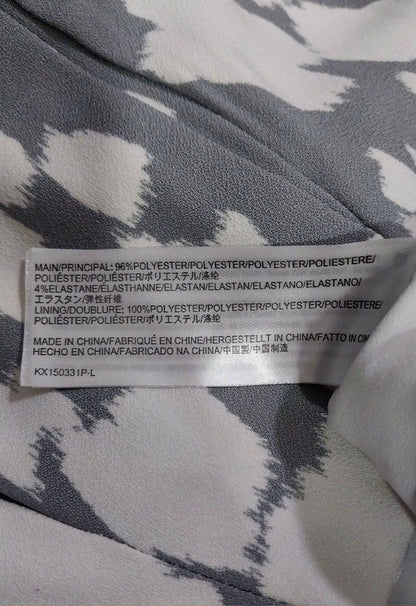 MAIN/PRINCIPAL: 96%POLYESTER/POLYESTER/POLYESTER/POLIESTERE/
POLIÉSTER/POLIÉSTER/ポリエステル/涤纶
4%ELASTANE/ÉLASTHANNE/ELASTAN/ELASTAN/ELASTANO/ELASTANO/
エラスタン/弹性纤维
LINING/DOUBLURE: 100%POLYESTER/POLYESTER/POLYESTER/POLIESTERE/
POLIÉSTER/POLIÉSTER/ポリエステル/涤纶
MADE IN CHINA/FABRIQUÉ EN CHINE/HERGESTELLT IN CHINA/FATTO IN CIN
HECHO EN CHINA/FABRICADO NA CHINA/中国製/中国制造
KX150331P-L